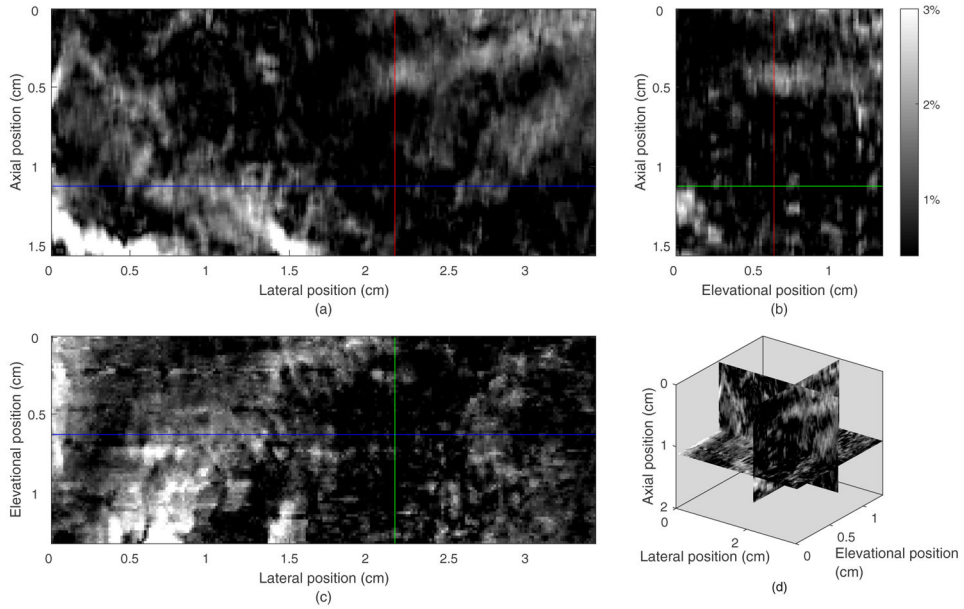 0
0.5
1
1.5
Axial position (cm)
0
0.5
1
1.5
2
2.5
3
Lateral position (cm)
(a)
0
0.5
1
1.5
Axial position (cm)
0
0.5
1
Elevational position (cm)
(b)
3%
2%
1%
0
0.5
1
Elevational position (cm)
0
0.5
1
1.5
2
2.5
3
Lateral position (cm)
(c)
0
1
2
Axial position (cm)
0
2
Lateral position (cm)
0
0.5
1
Elevational position
(cm)
(d)